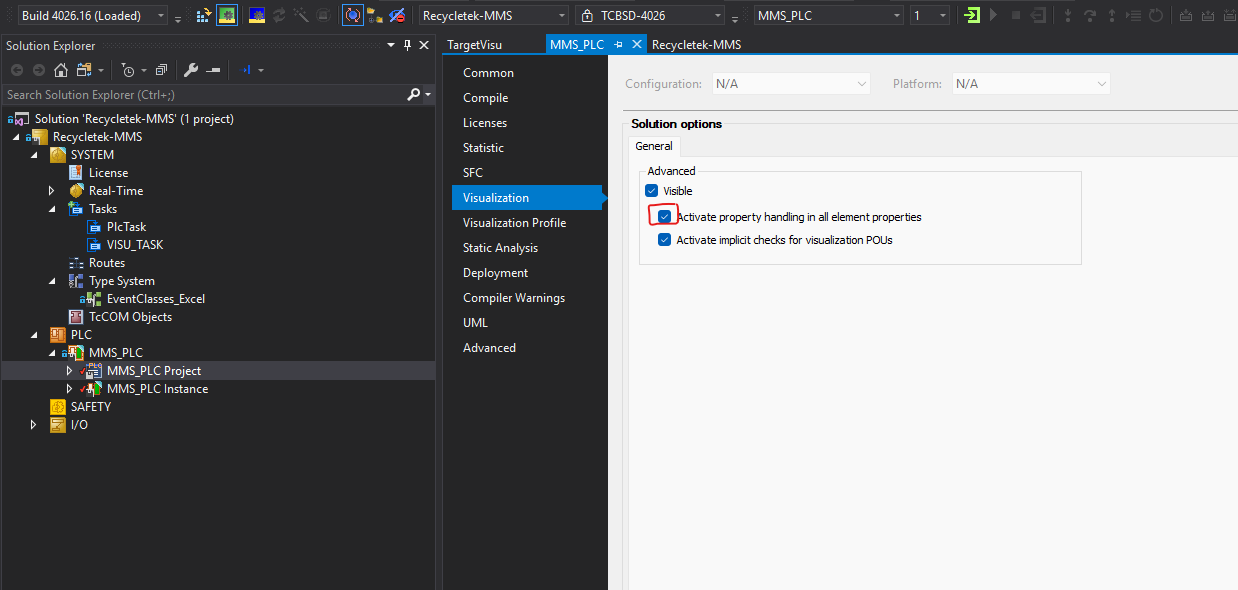 Build 4026.16 (Loaded) Recycletek-MMS TCBSD-4026 MMS_PLC 1
Solution Explorer
Search Solution Explorer (Ctrl+;)
Solution 'Recycletek-MMS' (1 project)
Recycletek-MMS
SYSTEM
License
Real-Time
Tasks
PlcTask
VISU_TASK
Routes
Type System
EventClasses_Excel
TcCOM Objects
PLC
MMS_PLC
MMS_PLC Project
MMS_PLC Instance
SAFETY
I/O
TargetVisu MMS_PLC Recycletek-MMS
Common
Compile
Licenses
Statistic
SFC
Visualization
Visualization Profile
Static Analysis
Deployment
Compiler Warnings
UML
Advanced
Configuration: N/A Platform: N/A
Solution options
General
Advanced
Visible
Activate property handling in all element properties
Activate implicit checks for visualization POUs